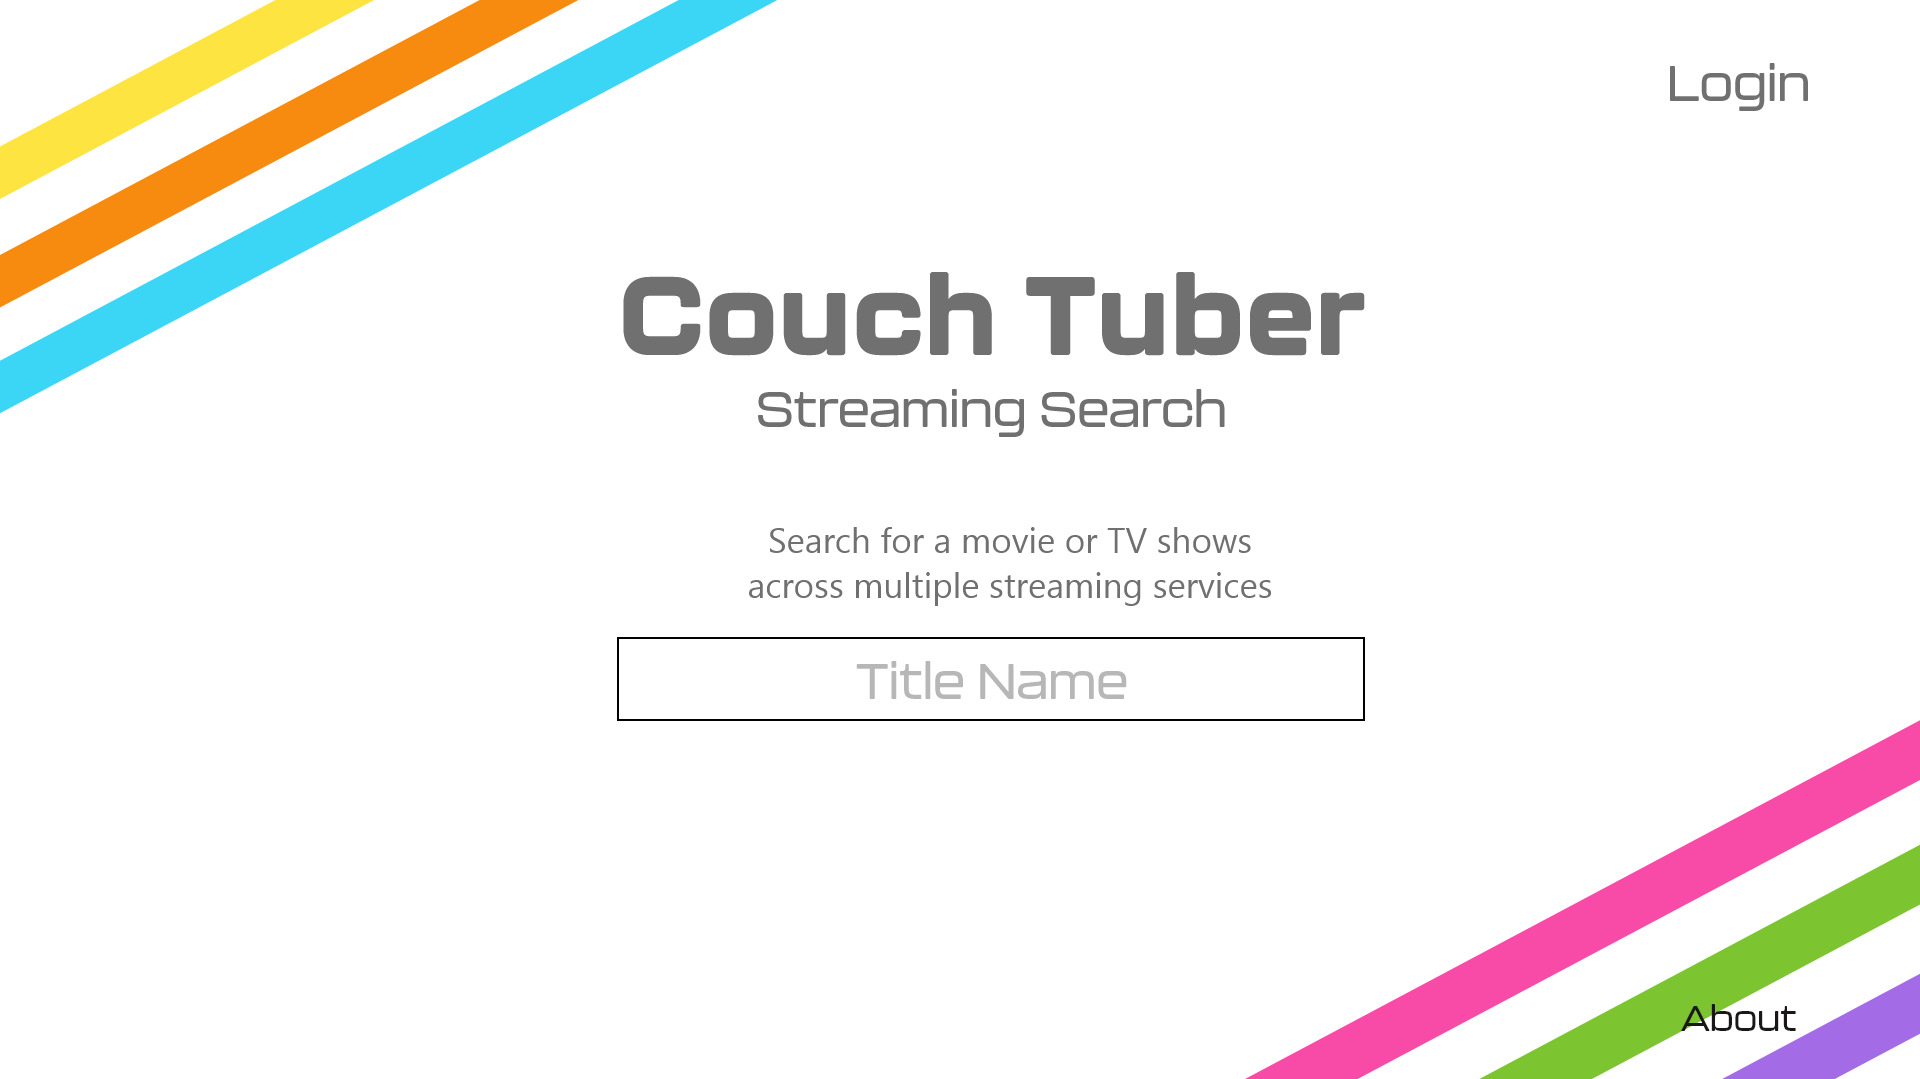 Login
Couch Tuber
Streaming Search
Search for a movie or TV shows
across multiple streaming services
Title Name
About